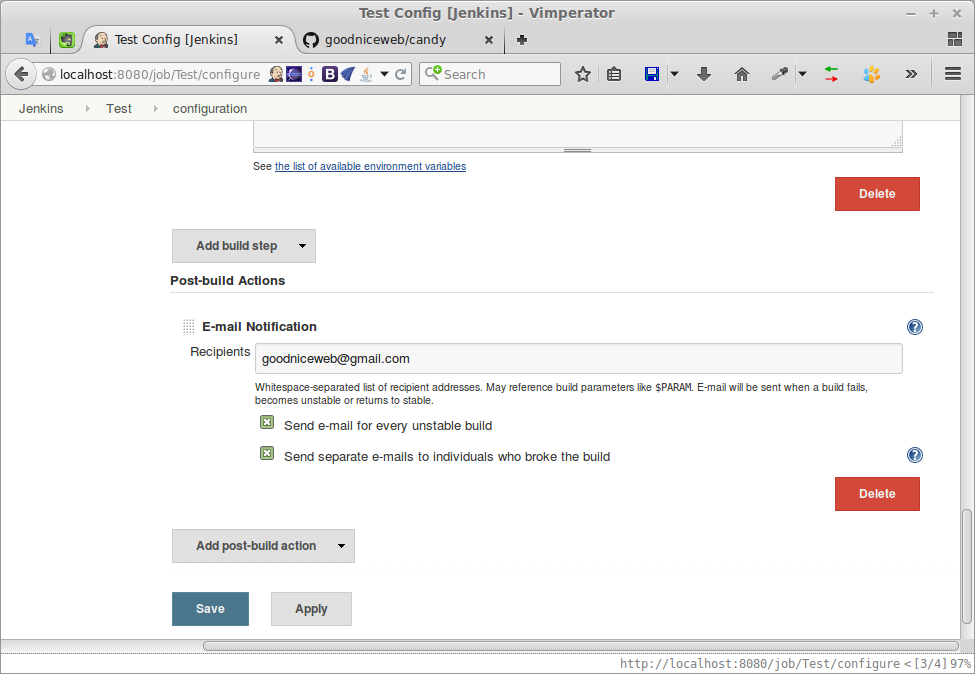 Test Config [Jenkins] - Vimperator
Test Config [Jenkins]
goodniceweb/candy
localhost:8080/job/Test/configure
Search
Jenkins
Test
configuration
See the list of available environment variables
Delete
Add build step
Post-build Actions
E-mail Notification
Recipients
goodniceweb@gmail.com
Whitespace-separated list of recipient addresses. May reference build parameters like $PARAM. E-mail will be sent when a build fails,
becomes unstable or returns to stable.
Send e-mail for every unstable build
Send separate e-mails to individuals who broke the build
Delete
Add post-build action
Save
Apply
http://localhost:8080/job/Test/configure < [3/4] 97%